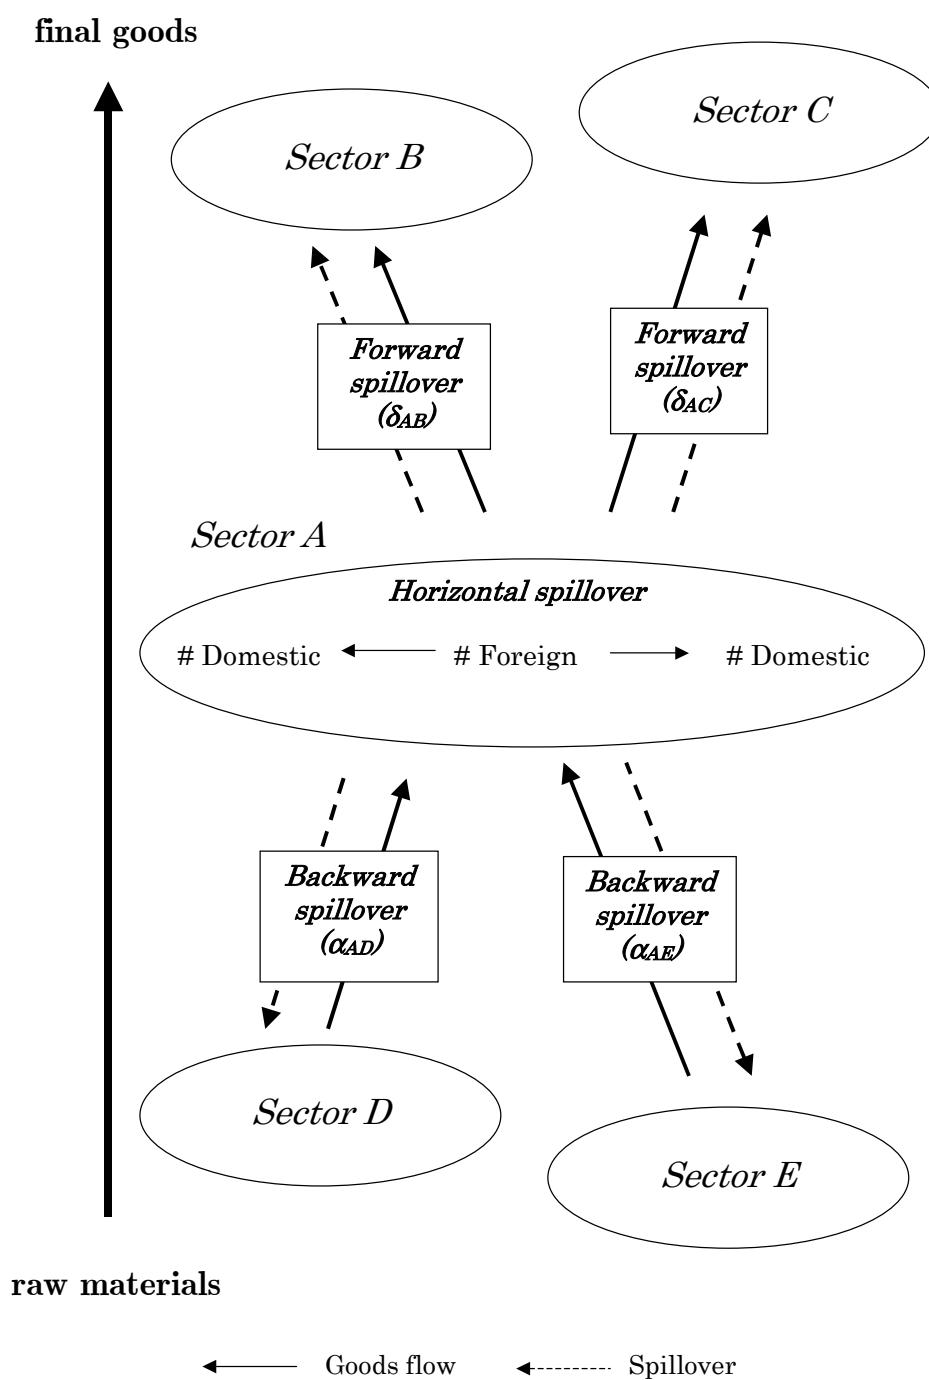 final goods
Sector C
Sector B
Forward
spillover
(δAC)
Forward
spillover
(δAB)
Sector A
Horizontal spillover
# Domestic
# Foreign
# Domestic
Backward
spillover
(αAD)
Backward
spillover
(αAE)
Sector D
Sector E
raw materials
Goods flow
Spillover